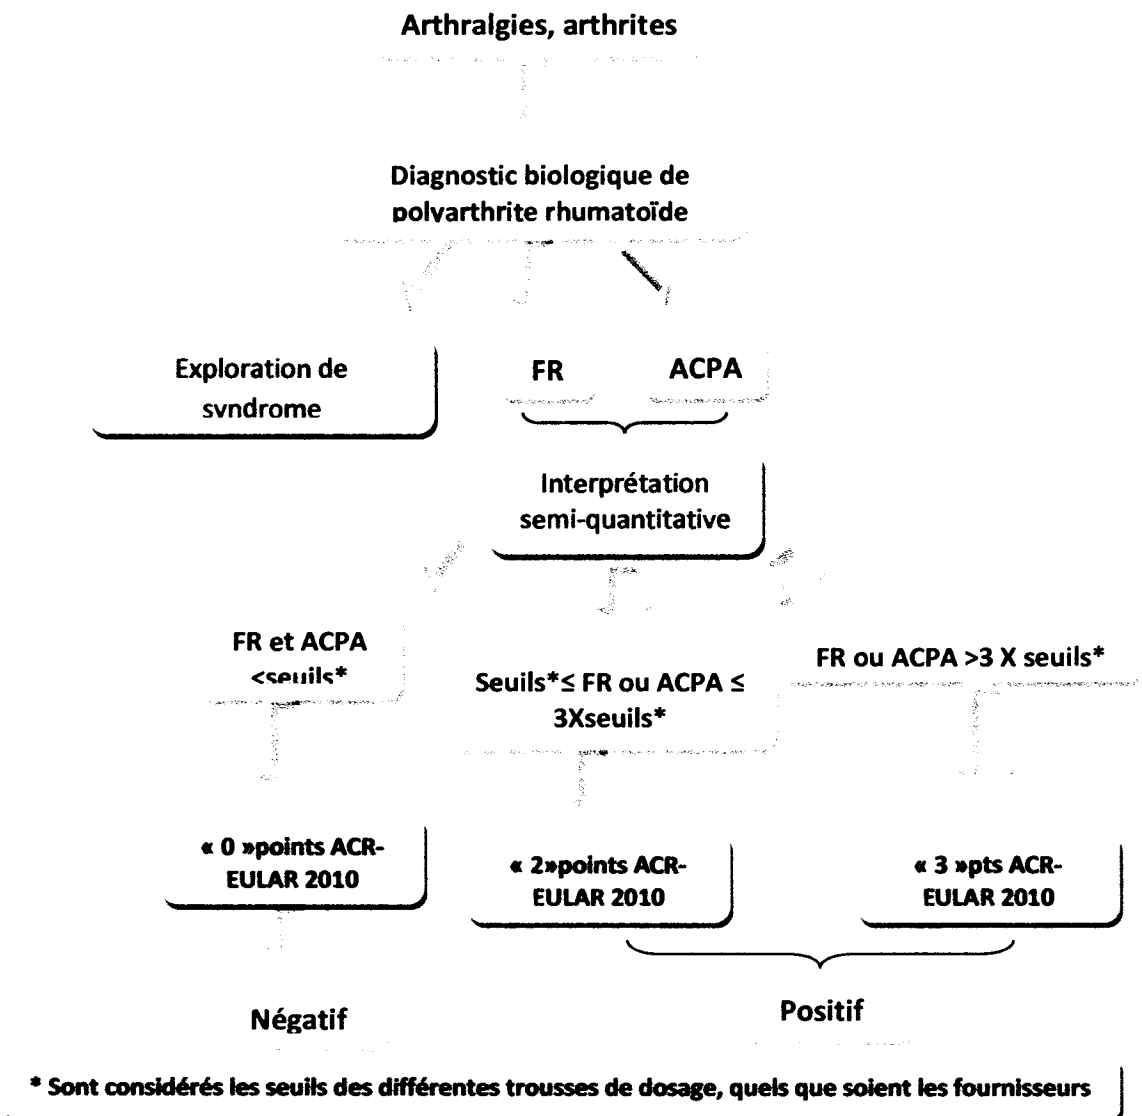 Arthralgies, arthrites
Diagnostic biologique de
polyarthrite rhumatoïde
Exploration de
syndrome
FR
ACPA
Interprétation
semi-quantitative
FR et ACPA
<seuils*
Seuils*≤ FR ou ACPA ≤
3Xseuils*
FR ou ACPA >3 X seuils*
« 0 »points ACR-
EULAR 2010
« 2»points ACR-
EULAR 2010
« 3 »pts ACR-
EULAR 2010
Négatif
Positif
* Sont considérés les seuils des différentes trousses de dosage, quels que soient les fournisseurs